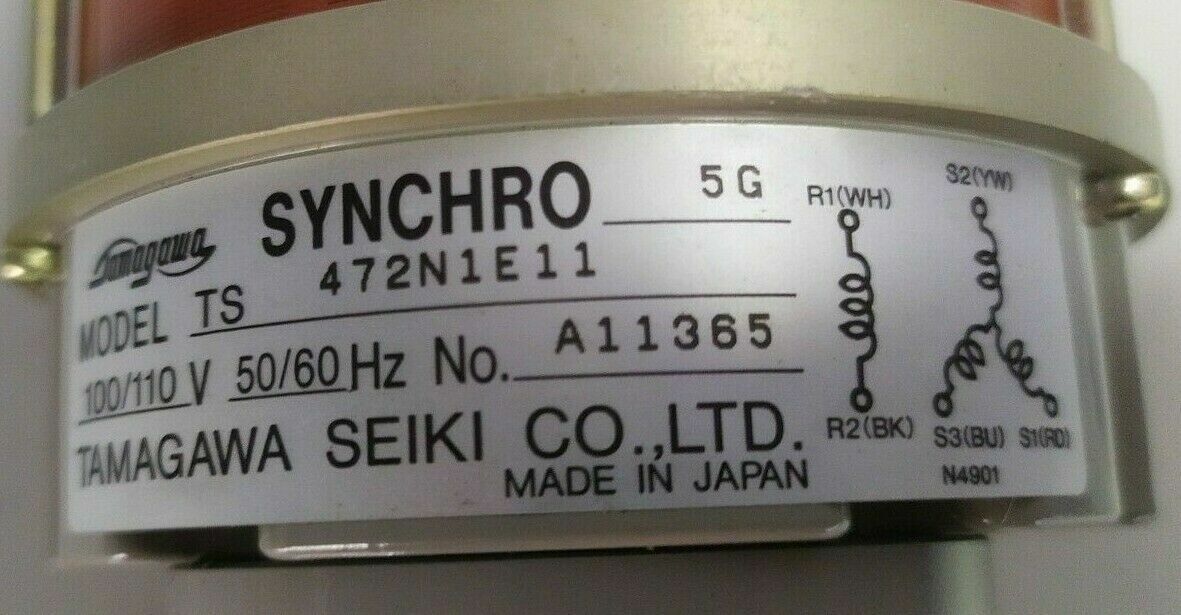 Tamagawa SYNCHRO 5G
MODEL TS 472N1E11
100/110 V 50/60 Hz No. A11365
TAMAGAWA SEIKI CO.,LTD.
MADE IN JAPAN
R1(WH)
R2(BK)
S2(YW)
S3(BU) S1(RD)
N4901